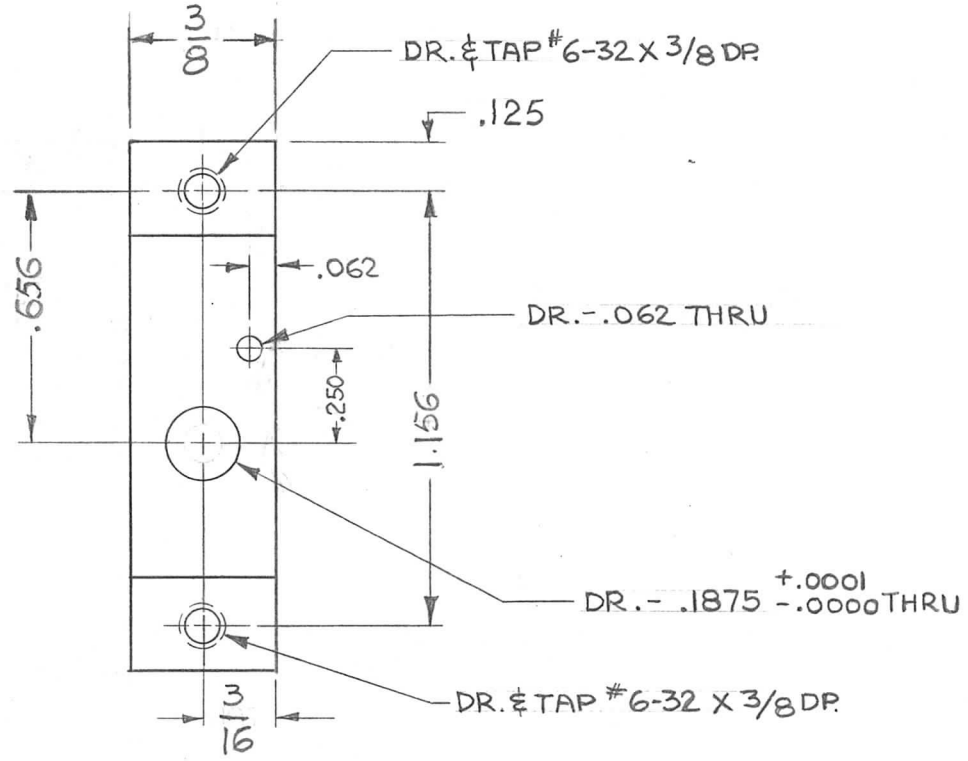 3
8
DR. & TAP #6-32 X 3/8 DP.
.125
.656
.062
DR.-.062 THRU
.250
1.156
DR.- .1875 +.0001 -.0000 THRU
DR. & TAP #6-32 X 3/8 DP.
3
16